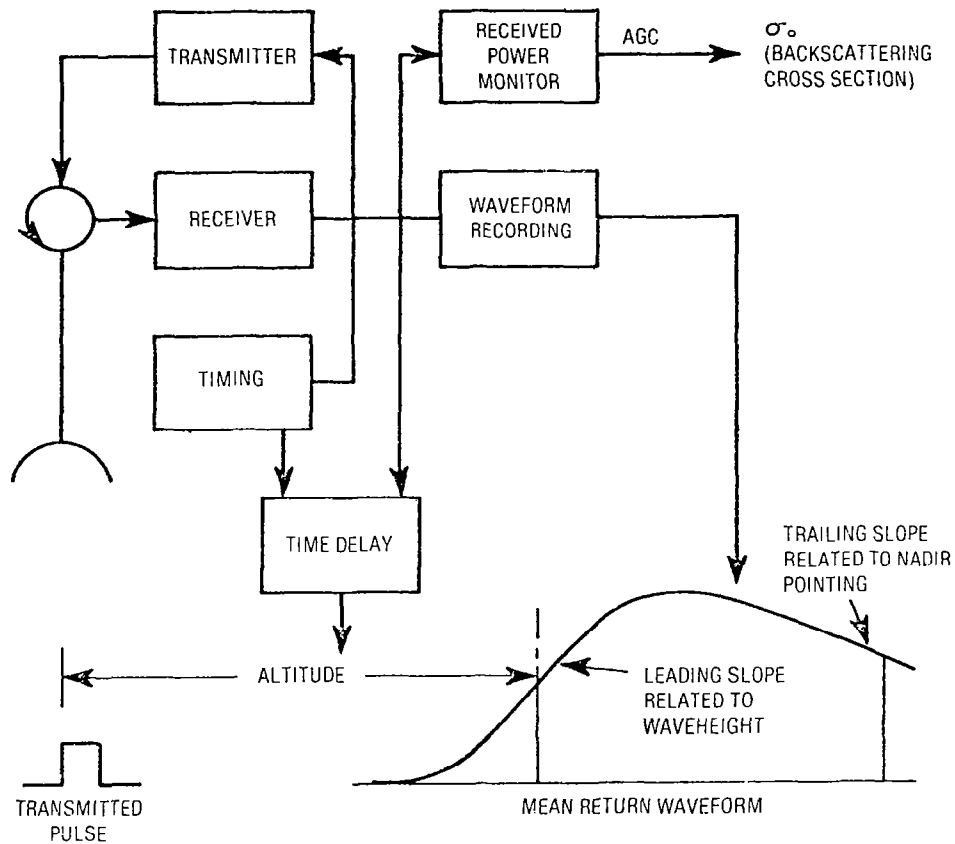 TRANSMITTER
RECEIVED
POWER
MONITOR
AGC
σ₀
(BACKSCATTERING
CROSS SECTION)
RECEIVER
WAVEFORM
RECORDING
TIMING
TIME DELAY
TRAILING SLOPE
RELATED TO NADIR
POINTING
ALTITUDE
LEADING SLOPE
RELATED TO
WAVEHEIGHT
TRANSMITTED
PULSE
MEAN RETURN WAVEFORM